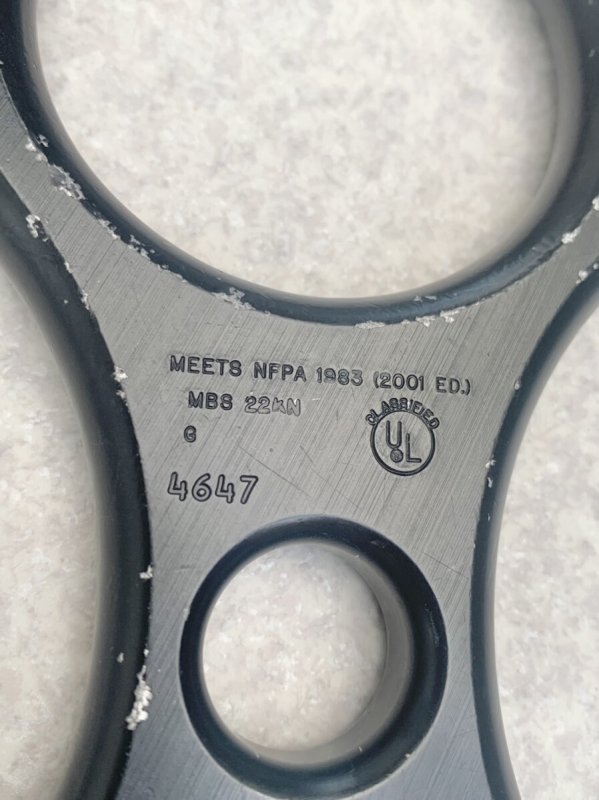 MEETS NFPA 1983 (2001 ED.)
MBS 22KN
CLASSIFIED
UL
G
4647